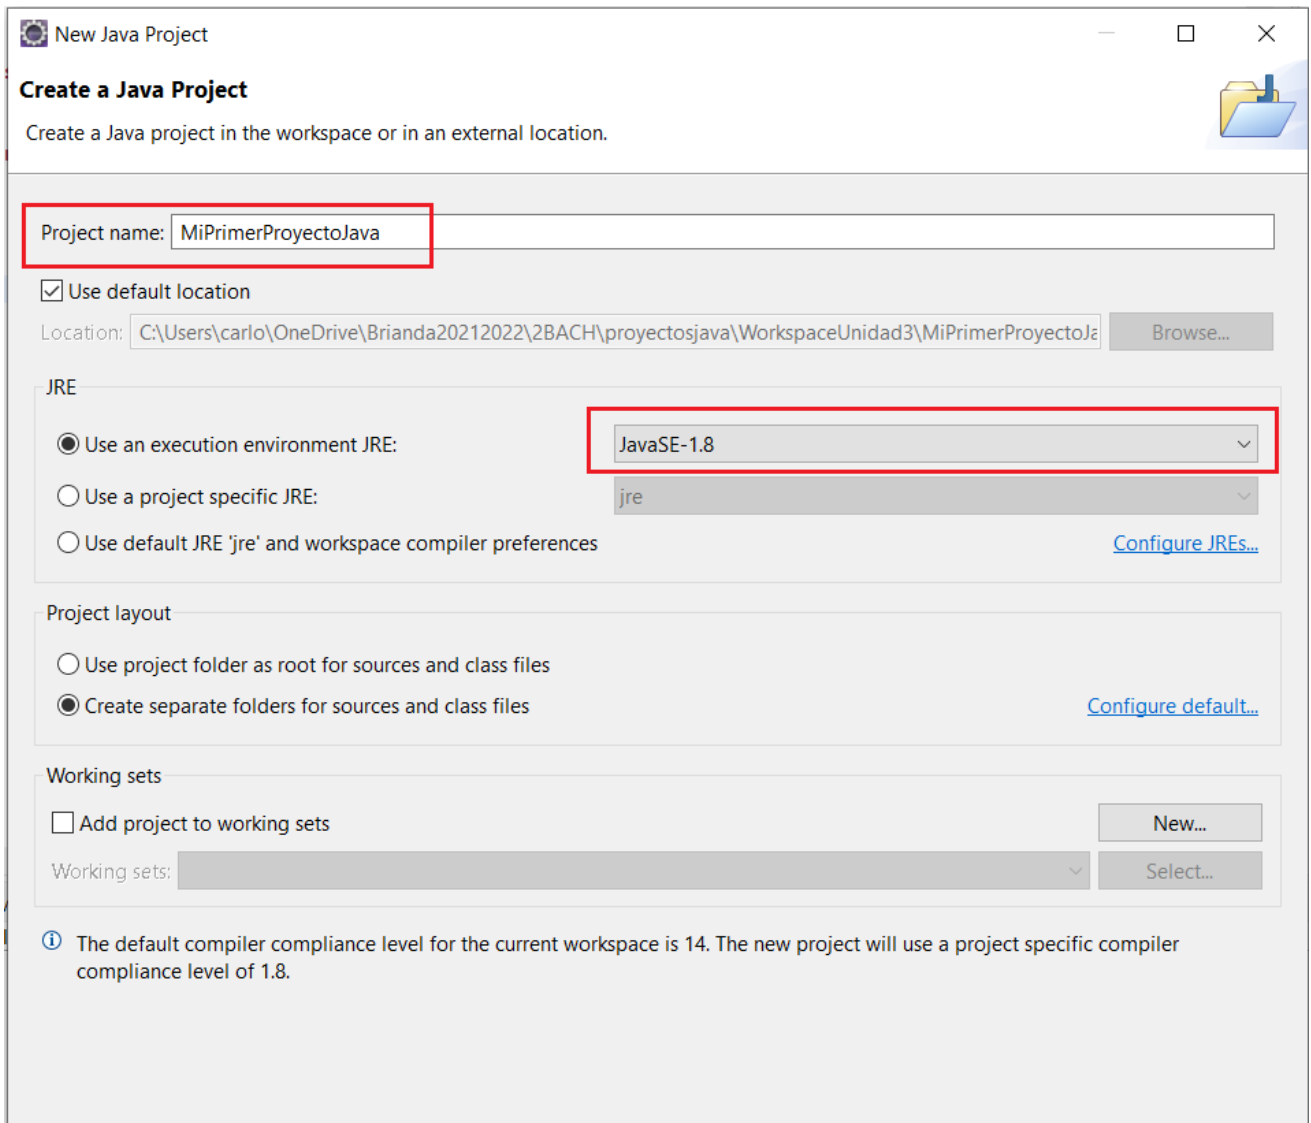 New Java Project
Create a Java Project
Create a Java project in the workspace or in an external location.
Project name: MiPrimerProyectoJava
Use default location
Location: C:\Users\carlo\OneDrive\Brianda20212022\2BACH\proyectosjava\WorkspaceUnidad3\MiPrimerProyectoJa Browse...
JRE
Use an execution environment JRE: JavaSE-1.8
Use a project specific JRE: jre
Use default JRE 'jre' and workspace compiler preferences Configure JREs...
Project layout
Use project folder as root for sources and class files
Create separate folders for sources and class files Configure default...
Working sets
Add project to working sets New...
Working sets: Select...
The default compiler compliance level for the current workspace is 14. The new project will use a project specific compiler
compliance level of 1.8.